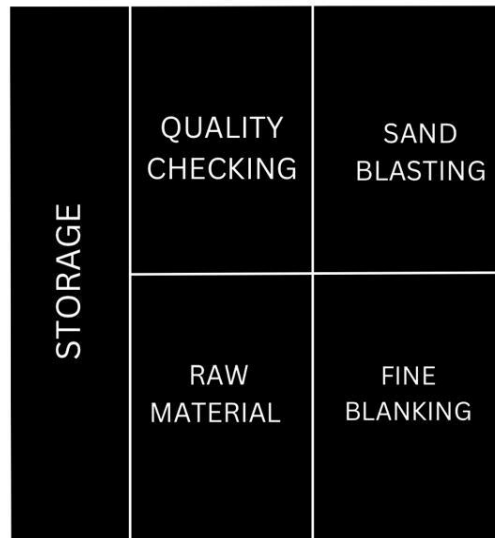 STORAGE
QUALITY
CHECKING
SAND
BLASTING
RAW
MATERIAL
FINE
BLANKING